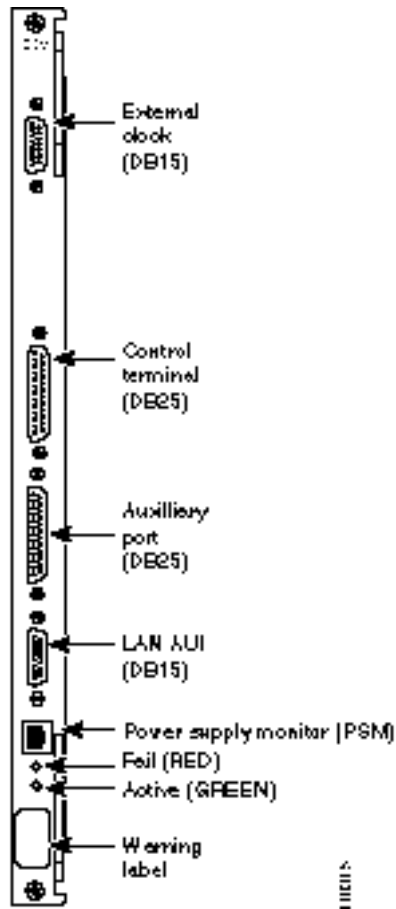 External
clock
(DB15)
Control
terminal
(DB25)
Auxilliary
port
(DB25)
LAN AUI
(DB15)
Power supply monitor (PSM)
Fail (RED)
Active (GREEN)
Warning
label